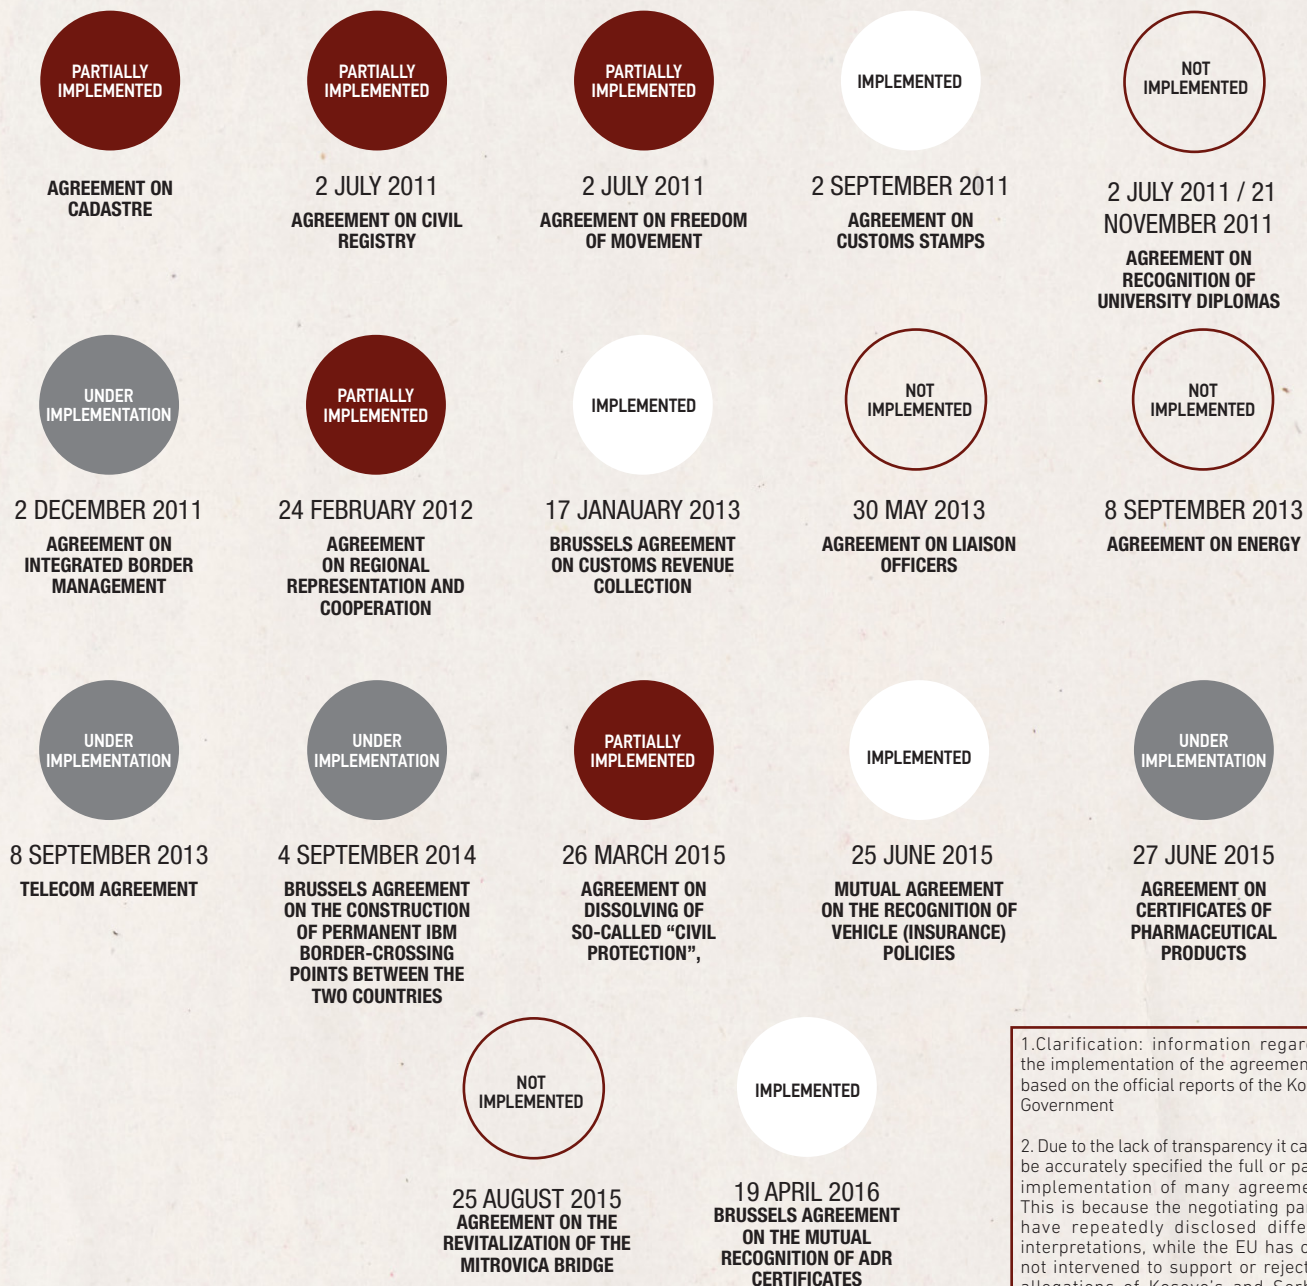 PARTIALLY
IMPLEMENTED
AGREEMENT ON
CADASTRE
PARTIALLY
IMPLEMENTED
2 JULY 2011
AGREEMENT ON CIVIL
REGISTRY
PARTIALLY
IMPLEMENTED
2 JULY 2011
AGREEMENT ON FREEDOM
OF MOVEMENT
IMPLEMENTED
2 SEPTEMBER 2011
AGREEMENT ON
CUSTOMS STAMPS
NOT
IMPLEMENTED
2 JULY 2011 / 21
NOVEMBER 2011
AGREEMENT ON
RECOGNITION OF
UNIVERSITY DIPLOMAS
UNDER
IMPLEMENTATION
2 DECEMBER 2011
AGREEMENT ON
INTEGRATED BORDER
MANAGEMENT
PARTIALLY
IMPLEMENTED
24 FEBRUARY 2012
AGREEMENT
ON REGIONAL
REPRESENTATION AND
COOPERATION
IMPLEMENTED
17 JANAUARY 2013
BRUSSELS AGREEMENT
ON CUSTOMS REVENUE
COLLECTION
NOT
IMPLEMENTED
30 MAY 2013
AGREEMENT ON LIAISON
OFFICERS
NOT
IMPLEMENTED
8 SEPTEMBER 2013
AGREEMENT ON ENERGY
UNDER
IMPLEMENTATION
8 SEPTEMBER 2013
TELECOM AGREEMENT
UNDER
IMPLEMENTATION
4 SEPTEMBER 2014
BRUSSELS AGREEMENT
ON THE CONSTRUCTION
OF PERMANENT IBM
BORDER-CROSSING
POINTS BETWEEN THE
TWO COUNTRIES
PARTIALLY
IMPLEMENTED
26 MARCH 2015
AGREEMENT ON
DISSOLVING OF
SO-CALLED “CIVIL
PROTECTION”,
IMPLEMENTED
25 JUNE 2015
MUTUAL AGREEMENT
ON THE RECOGNITION OF
VEHICLE (INSURANCE)
POLICIES
UNDER
IMPLEMENTATION
27 JUNE 2015
AGREEMENT ON
CERTIFICATES OF
PHARMACEUTICAL
PRODUCTS
NOT
IMPLEMENTED
25 AUGUST 2015
AGREEMENT ON THE
REVITALIZATION OF THE
MITROVICA BRIDGE
IMPLEMENTED
19 APRIL 2016
BRUSSELS AGREEMENT
ON THE MUTUAL
RECOGNITION OF ADR
CERTIFICATES
1.Clarification: information
the implementation of the
based on the official reports of the
Government
2. Due to the lack of transparency it
be accurately specified the full or
implementation of many
This is because the negotiating
have repeatedly disclosed
interpretations, while the EU has
not intervened to support or
allegations of Kosovo's and